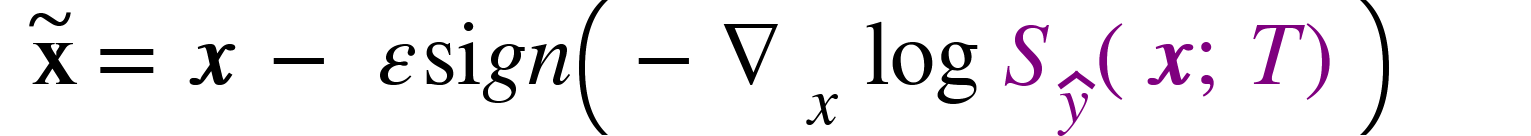 x̃ = x − εsign(− ∇ₓ log S_ŷ( x; T) )